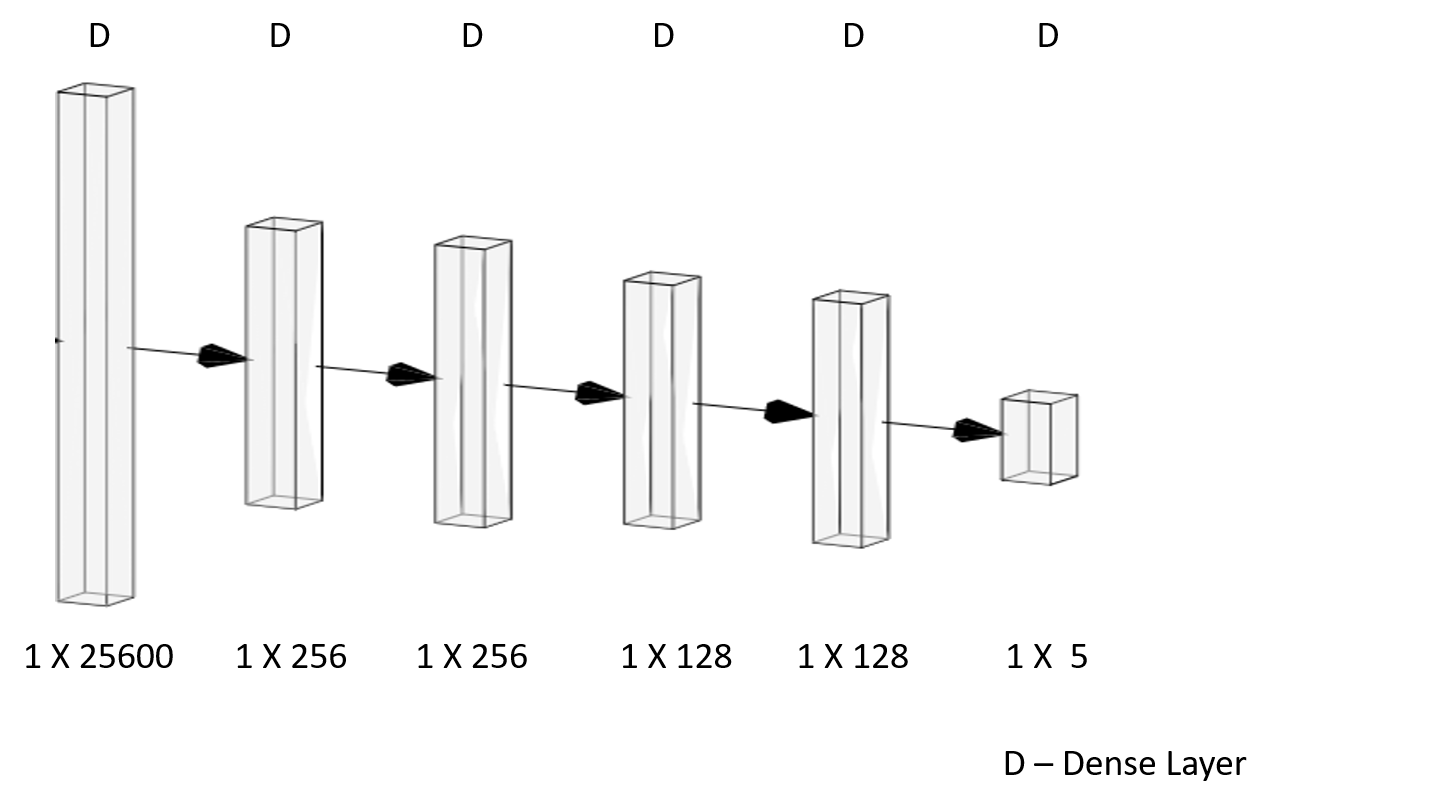 D D D D D D
1 X 25600 1 X 256 1 X 256 1 X 128 1 X 128 1 X 5
D – Dense Layer